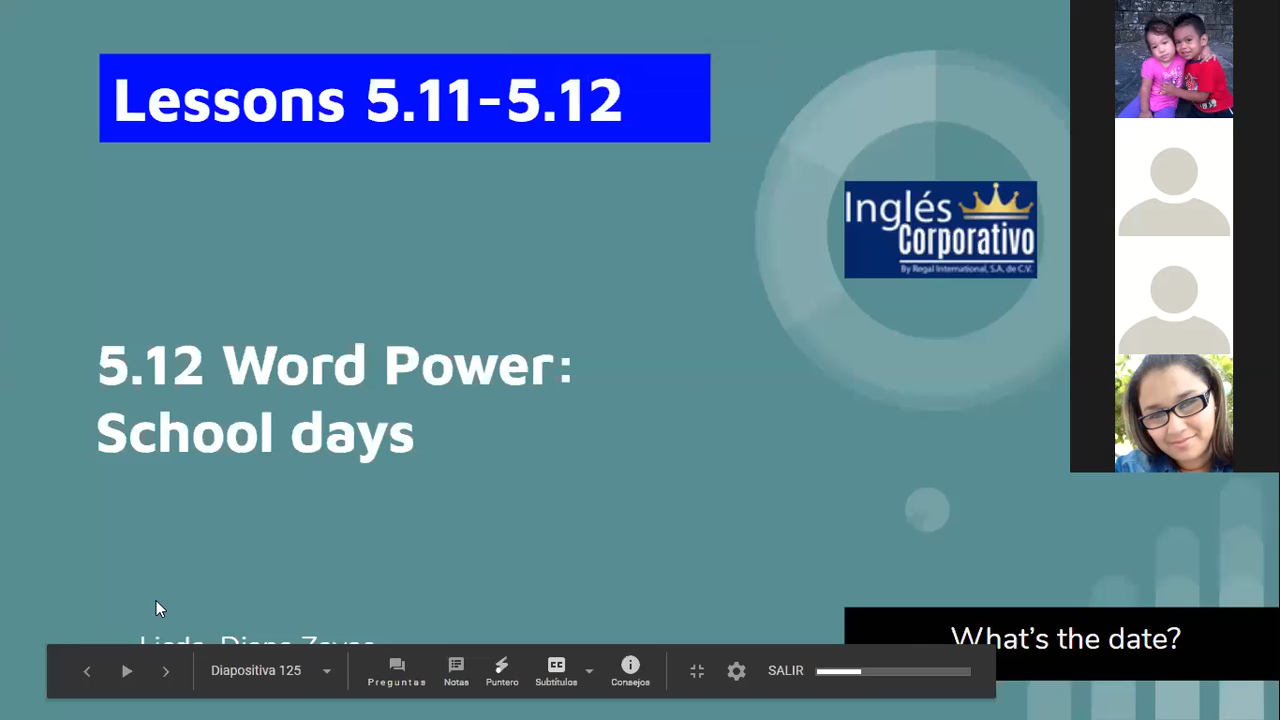 Lessons 5.11-5.12
Inglés
Corporativo
By Regal International, S.A. de C.V.
5.12 Word Power:
School days
What's the date?
Diapositiva 125
Preguntas
Notas
Puntero
Subtítulos
Consejos
SALIR